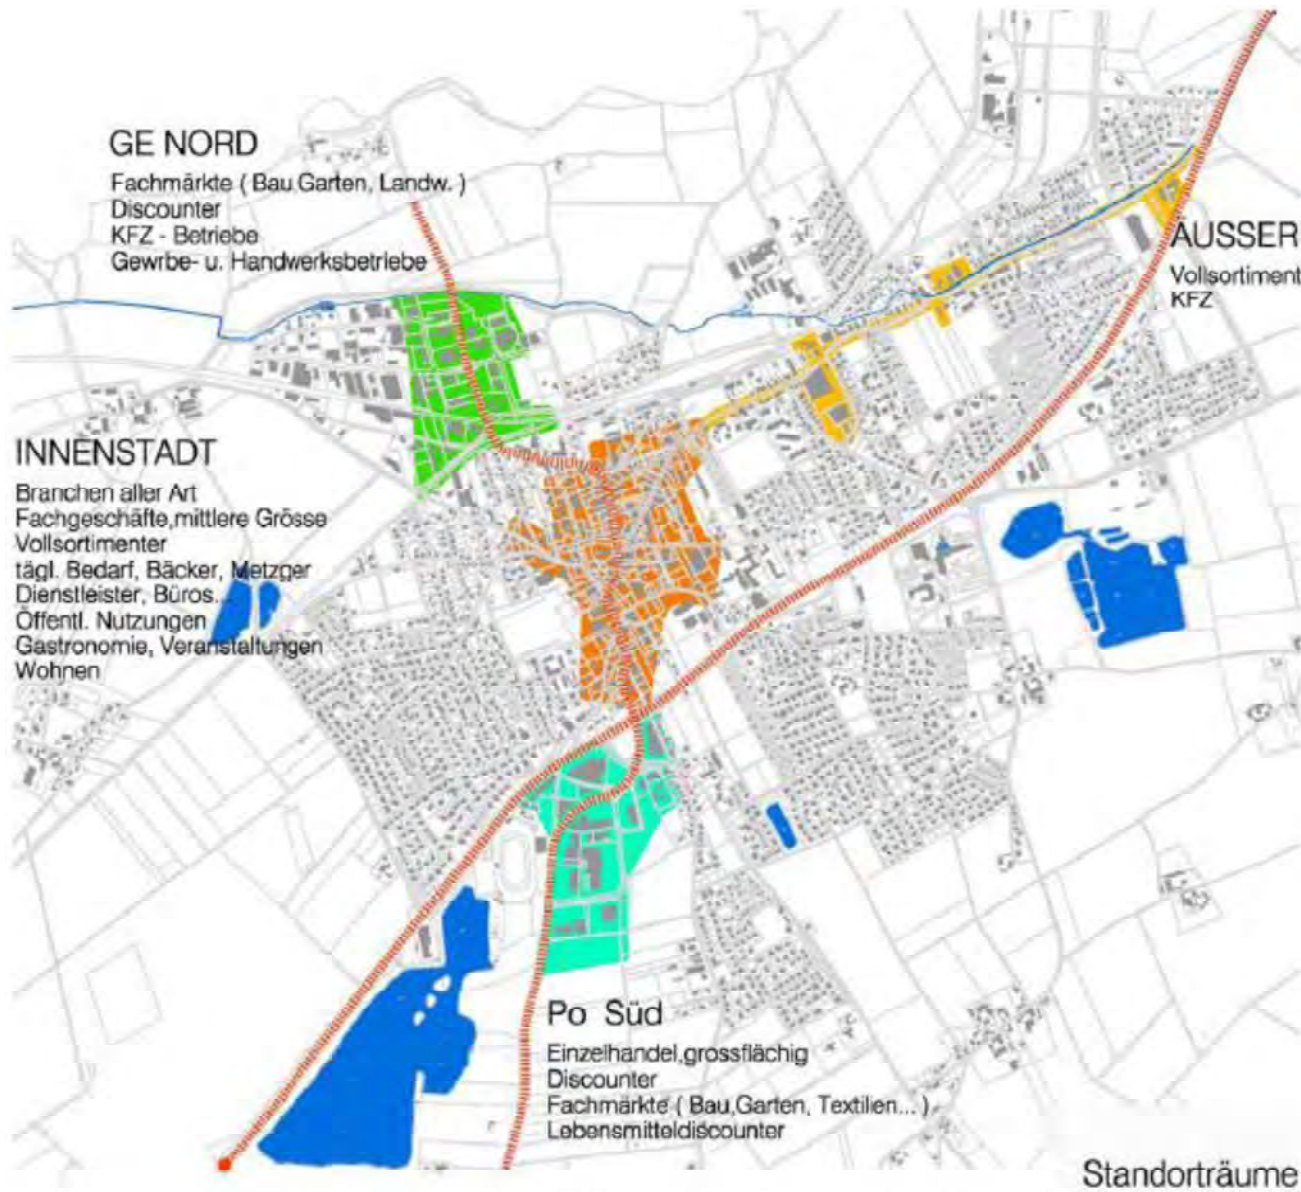 GE NORD
Fachmärkte ( Bau,Garten, Landw. )
Discounter
KFZ - Betriebe
Gewrbe- u. Handwerksbetriebe
ÄUSSER
Vollsortiment
KFZ
INNENSTADT
Branchen aller Art
Fachgeschäfte,mittlere Grösse
Vollsortimenter
tägl. Bedarf, Bäcker, Metzger
Dienstleister, Büros...
Öffentl. Nutzungen
Gastronomie, Veranstaltungen
Wohnen
Po Süd
Einzelhandel,grossflächig
Discounter
Fachmärkte ( Bau,Garten, Textilien... )
Lebensmitteldiscounter
Standorträume